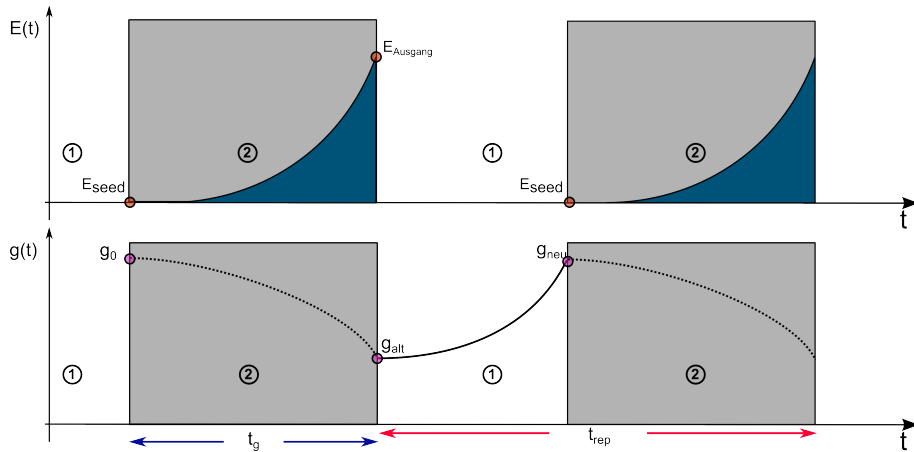 E(t)
E_Ausgang
①
②
①
②
E_seed
E_seed
t
g(t)
g_0
g_neu
g_alt
①
②
①
②
t
t_g
t_rep